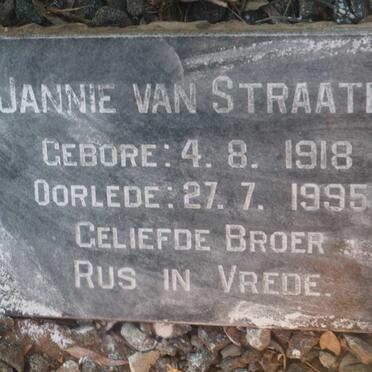 JANNIE VAN STRAATE
GEBORE: 4. 8. 1918
OORLEDE: 27. 7. 1995
GELIEFDE BROER
RUS IN VREDE.